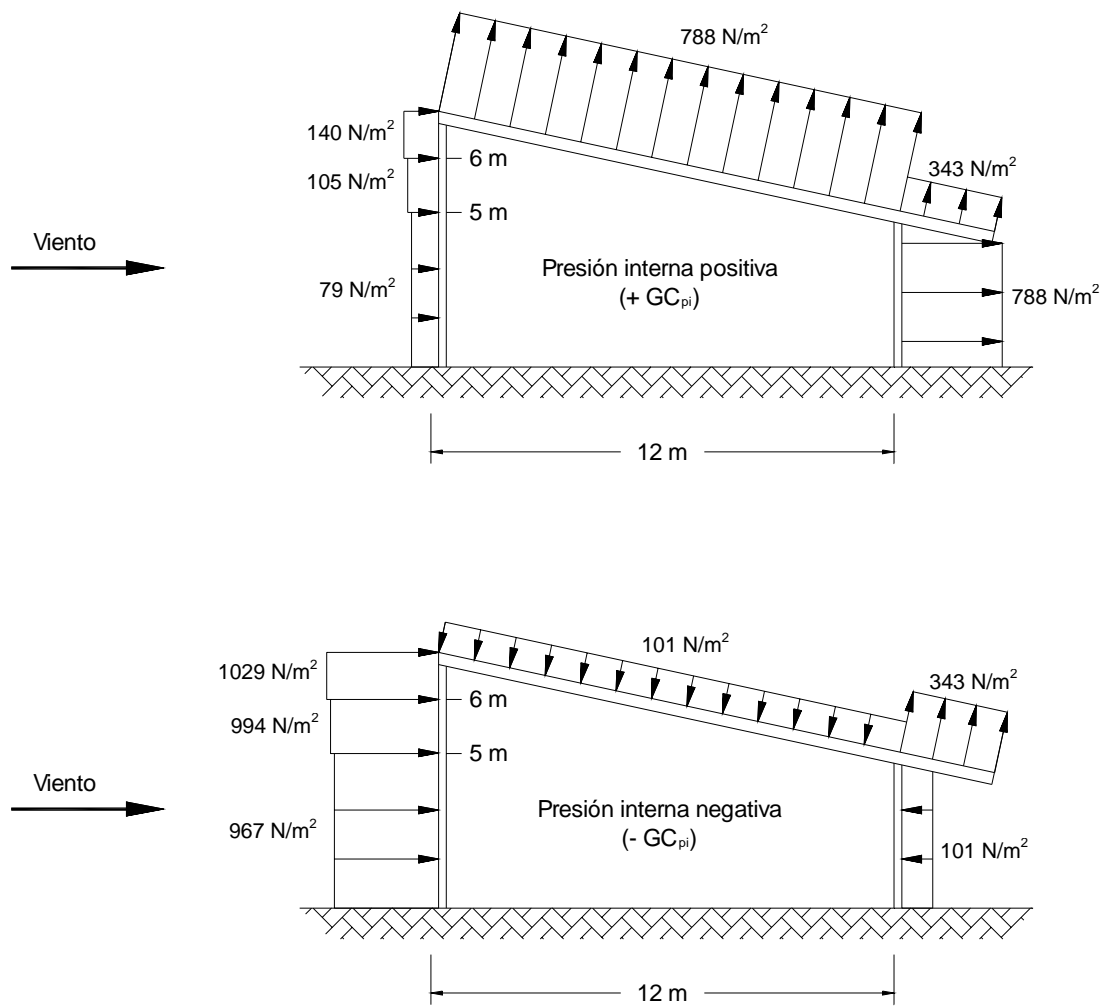 788 N/m²
140 N/m²
6 m
343 N/m²
105 N/m²
5 m
Viento
Presión interna positiva
(+ GCpi)
79 N/m²
788 N/m²
12 m
101 N/m²
1029 N/m²
6 m
343 N/m²
994 N/m²
5 m
Viento
Presión interna negativa
(- GCpi)
967 N/m²
101 N/m²
12 m